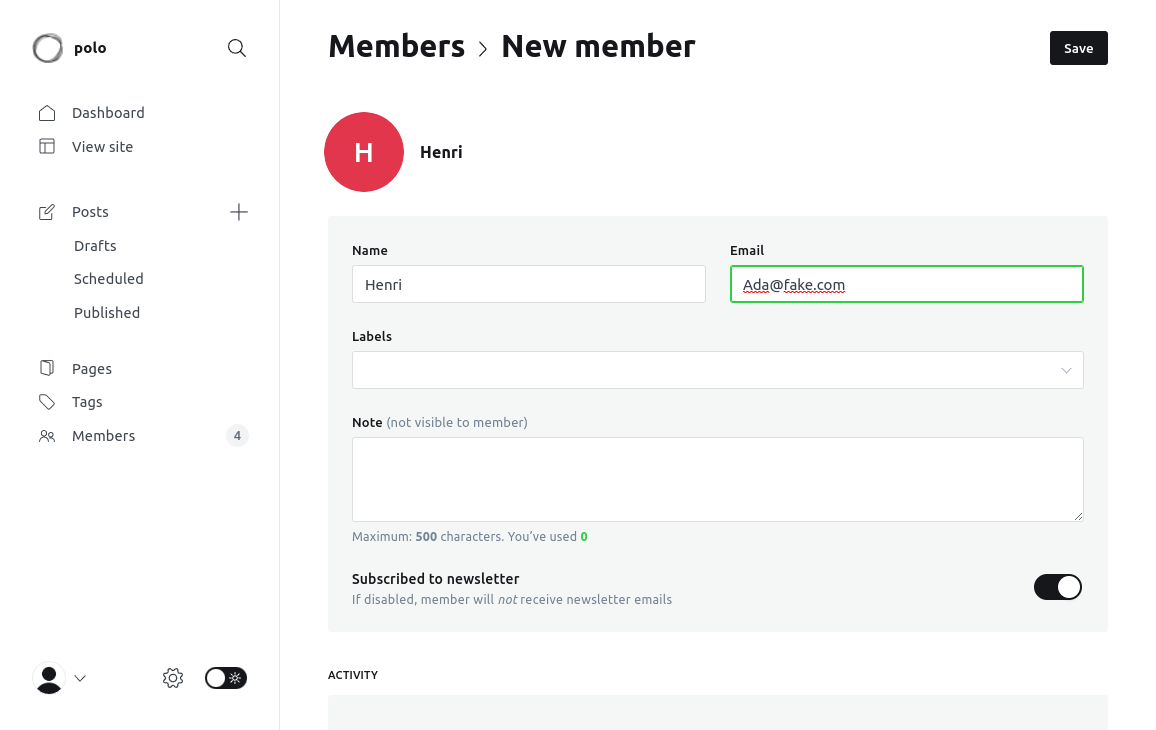 polo
Dashboard
View site
Posts
Drafts
Scheduled
Published
Pages
Tags
Members 4
Members > New member
Save
H Henri
Name Email
Henri Ada@fake.com
Labels
Note (not visible to member)
Maximum: 500 characters. You've used 0
Subscribed to newsletter
If disabled, member will not receive newsletter emails
ACTIVITY